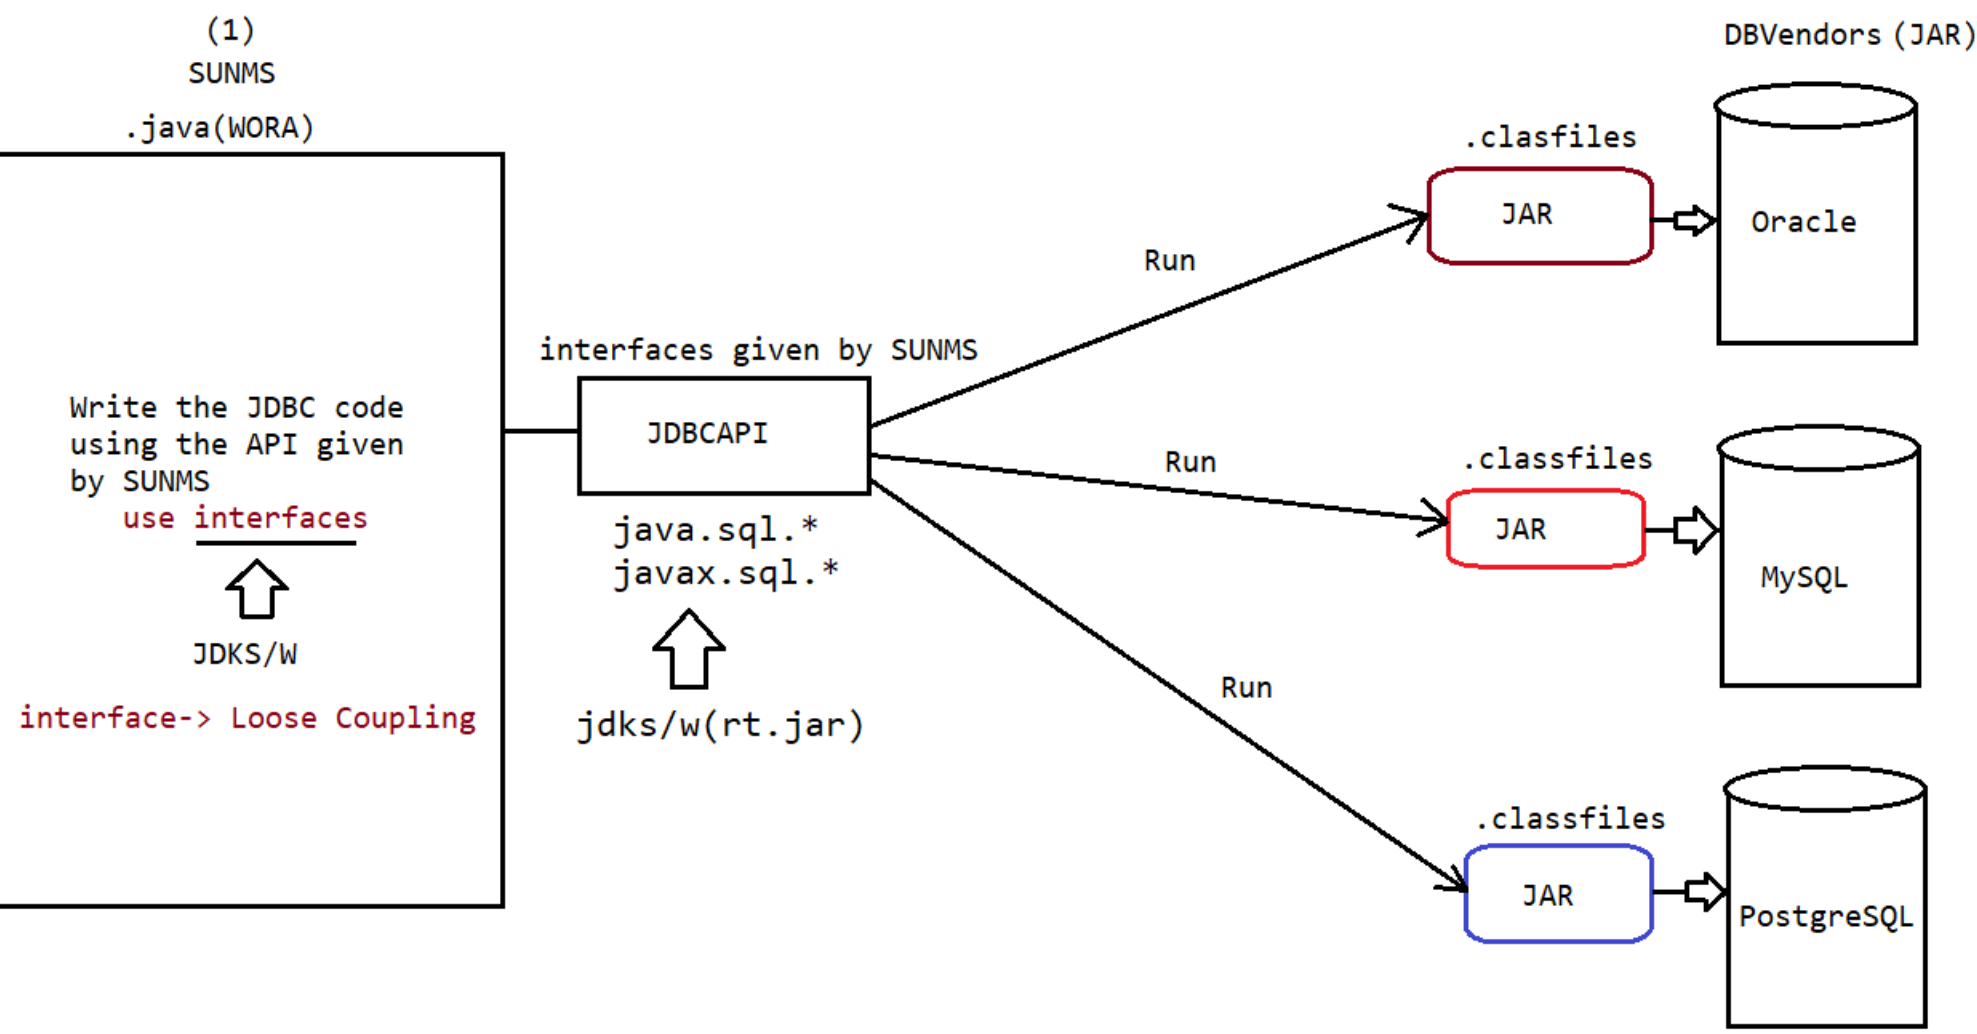 (1)
SUNMS
.java(WORA)
Write the JDBC code
using the API given
by SUNMS
use interfaces
JDKS/W
interface-> Loose Coupling
interfaces given by SUNMS
JDBCAPI
java.sql.*
javax.sql.*
jdks/w(rt.jar)
Run
Run
Run
DBVendors (JAR)
.clasfiles
JAR
Oracle
.classfiles
JAR
MySQL
.classfiles
JAR
PostgreSQL